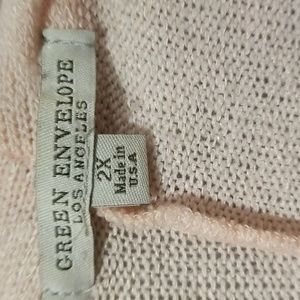 GREEN ENVELOPE
LOS ANGELES
2X
Made in
U.S.A